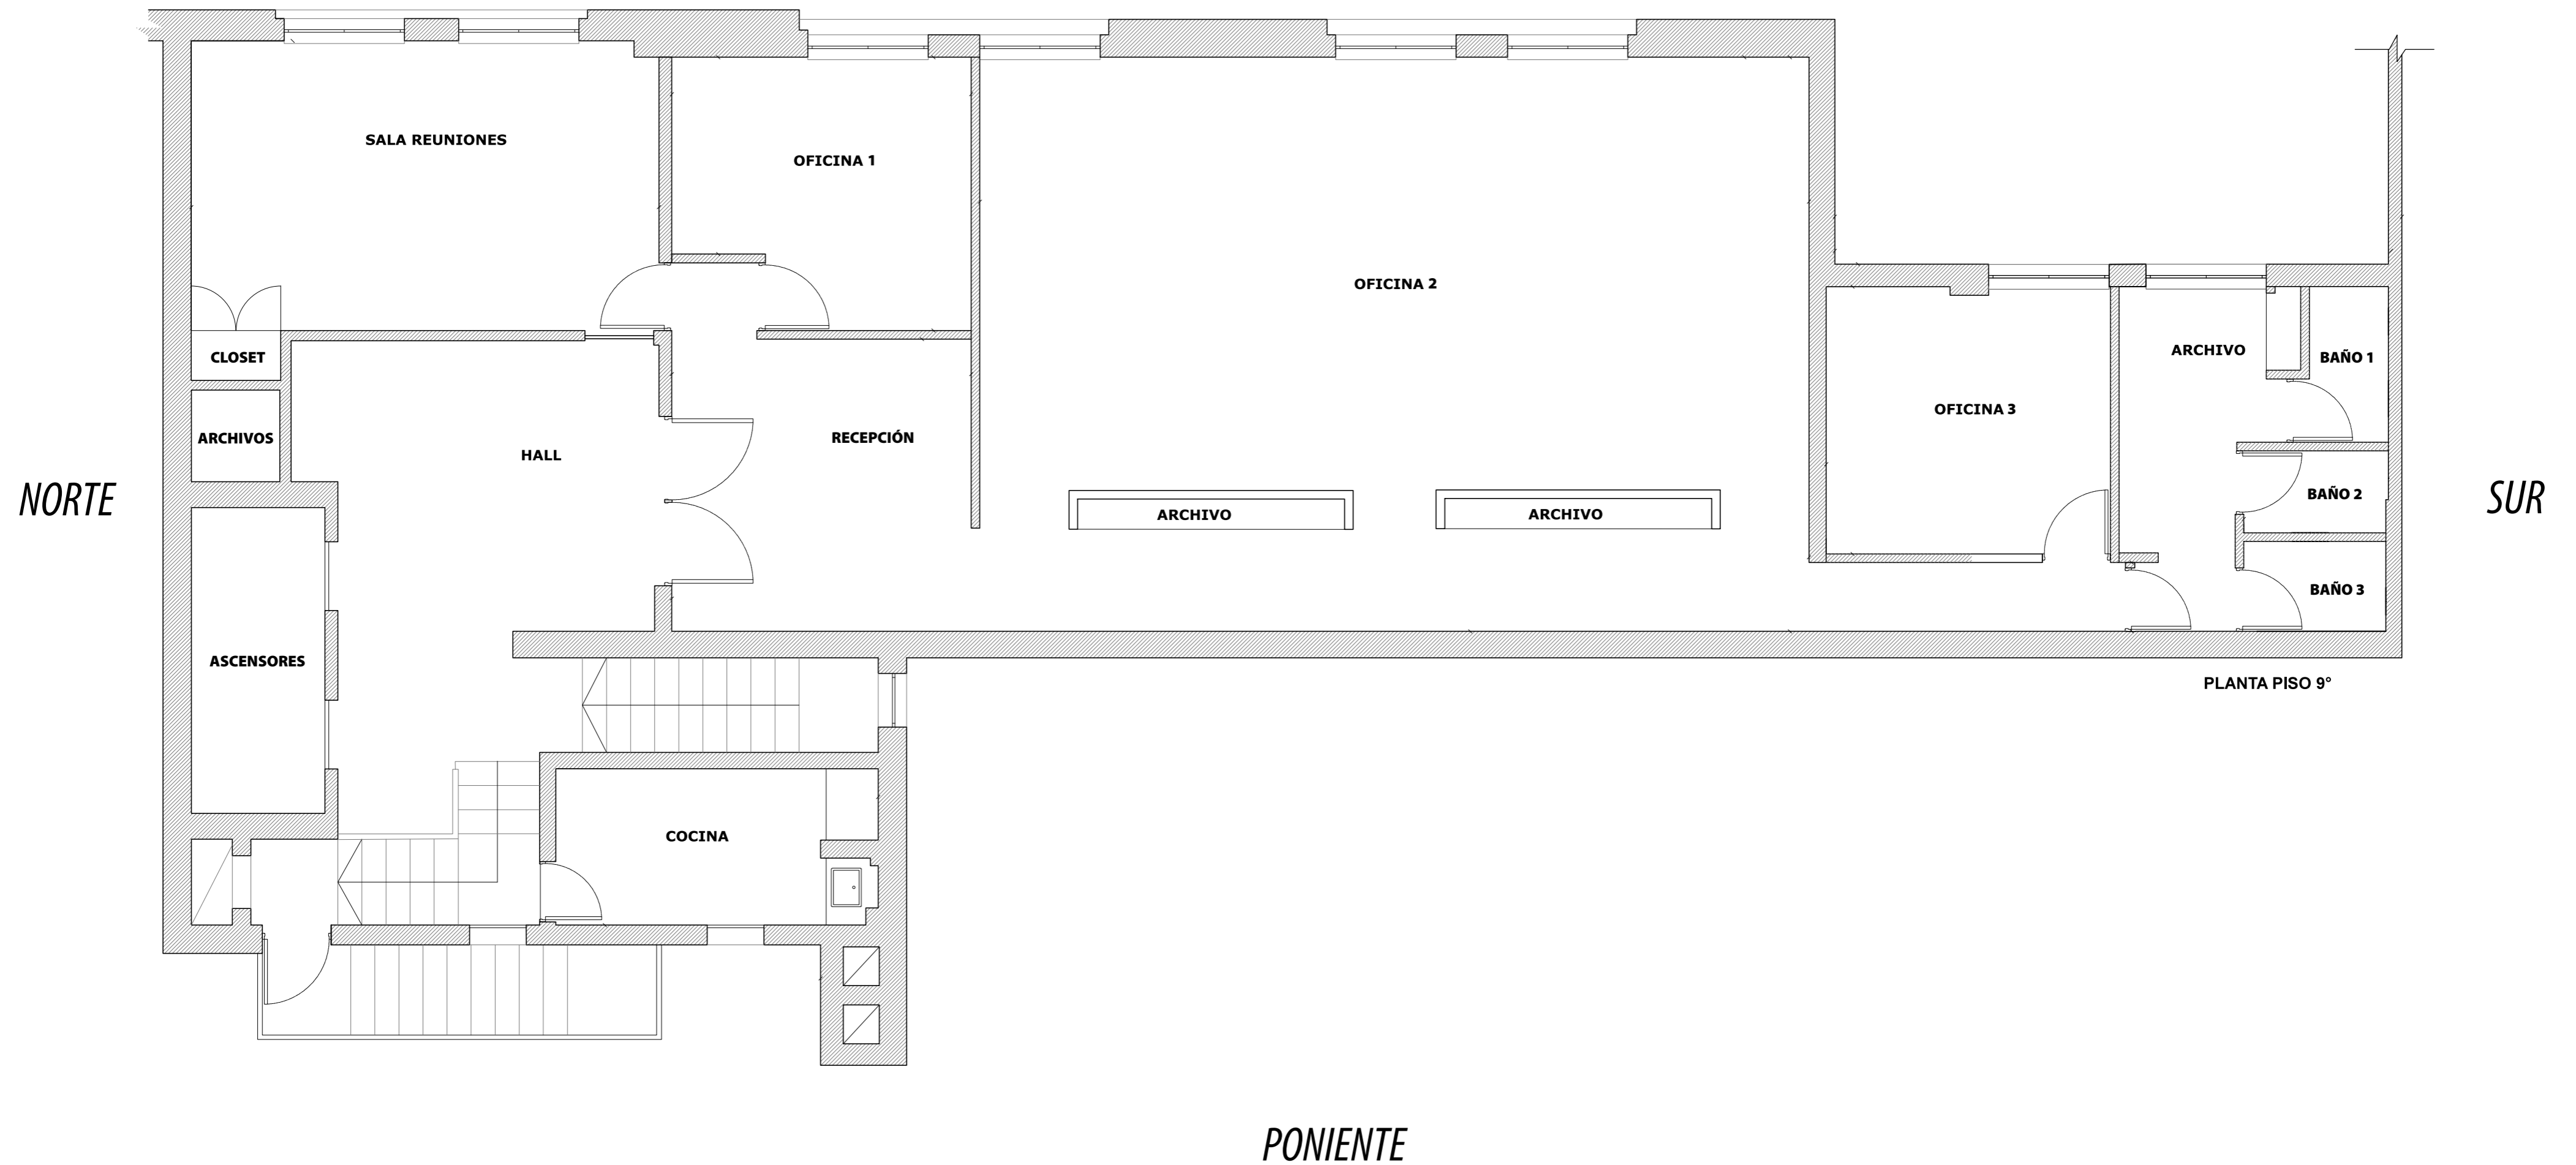 SALA REUNIONES
OFICINA 1
OFICINA 2
CLOSET
ARCHIVO
BAÑO 1
OFICINA 3
ARCHIVOS
RECEPCIÓN
HALL
NORTE
BAÑO 2
SUR
ARCHIVO
ARCHIVO
BAÑO 3
ASCENSORES
PLANTA PISO 9°
COCINA
PONIENTE